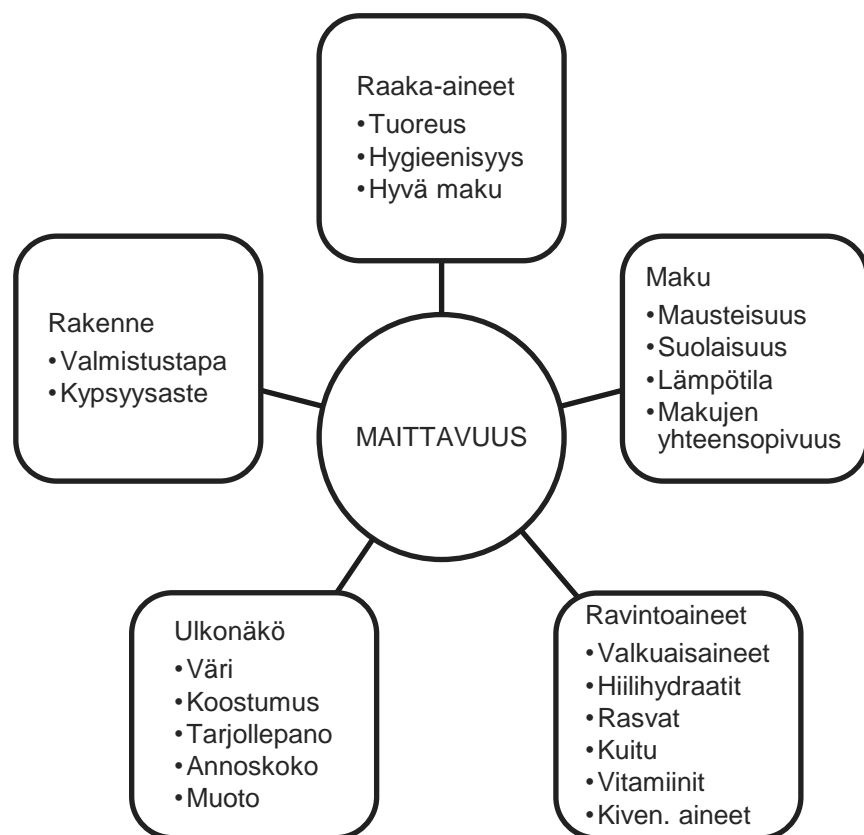 Raaka-aineet
•Tuoreus
•Hygieenisyys
•Hyvä maku
Rakenne
•Valmistustapa
•Kypsyysaste
Maku
•Mausteisuus
•Suolaisuus
•Lämpötila
•Makujen
yhteensopivuus
MAITTAVUUS
Ulkonäkö
•Väri
•Koostumus
•Tarjollepano
•Annoskoko
•Muoto
Ravintoaineet
•Valkuaisaineet
•Hiilihydraatit
•Rasvat
•Kuitu
•Vitamiinit
•Kiven. aineet